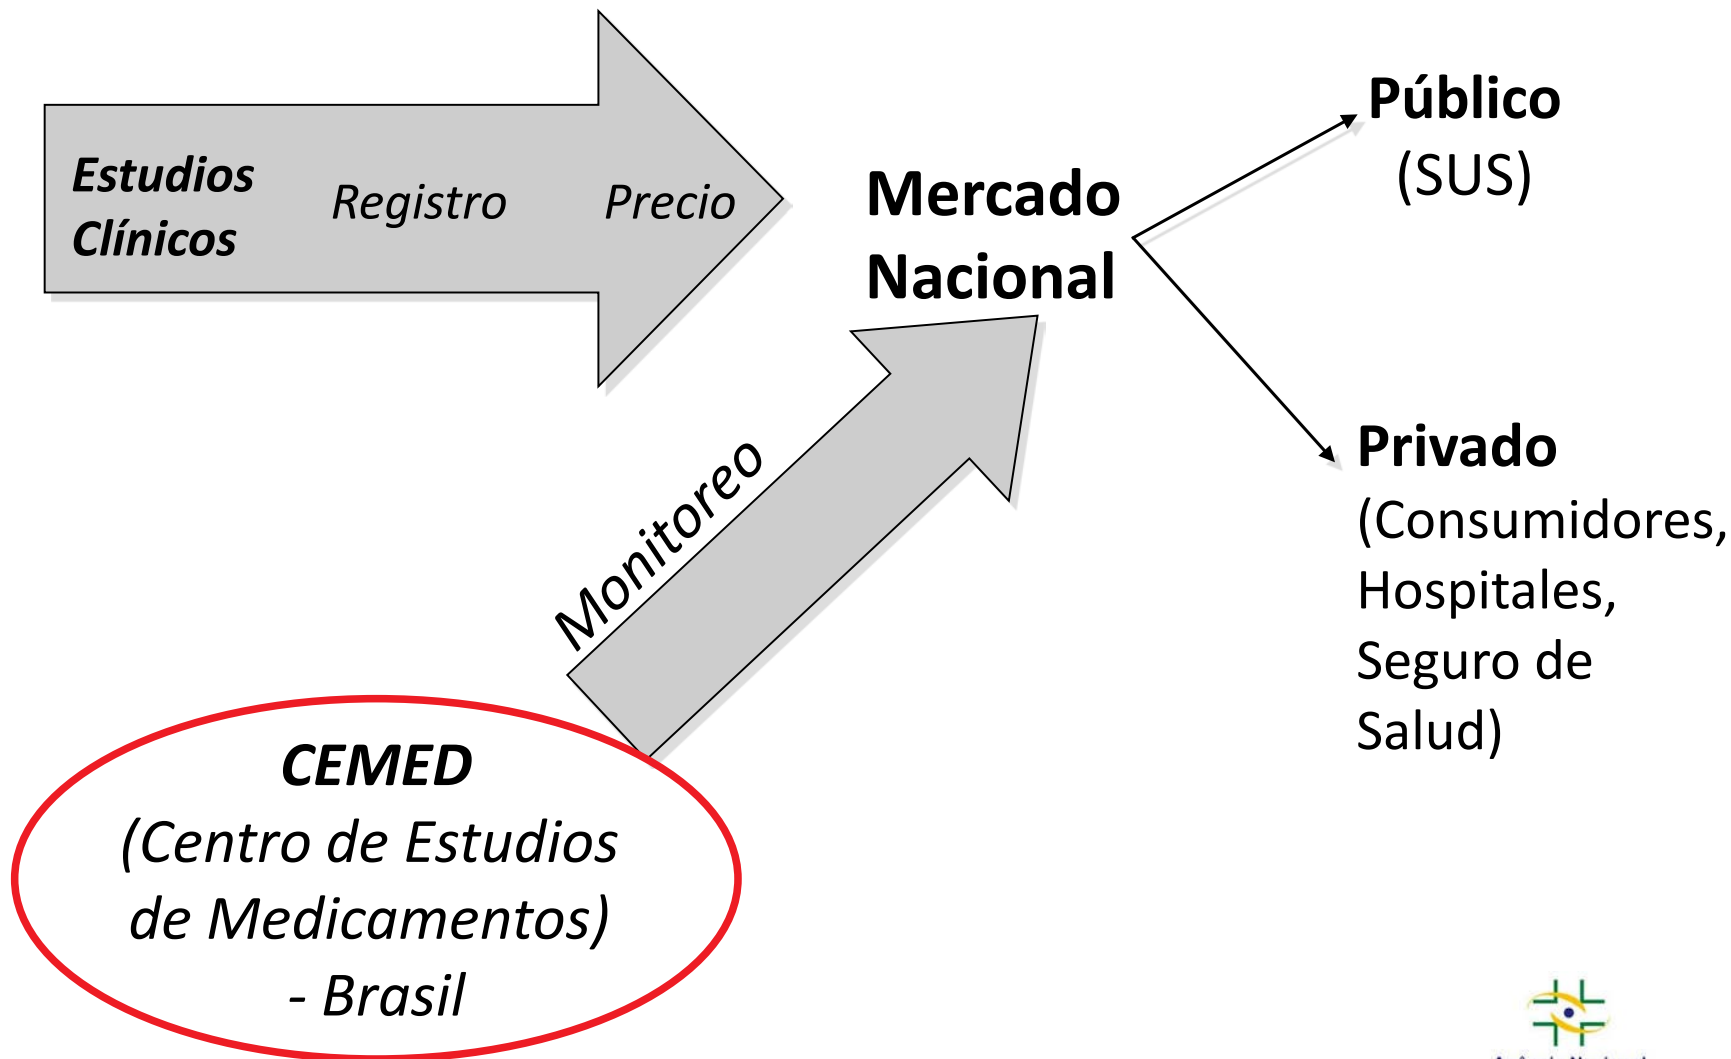 Estudios
Clínicos
Registro
Precio
Mercado
Nacional
Público
(SUS)
Privado
(Consumidores,
Hospitales,
Seguro de
Salud)
Monitoreo
CEMED
(Centro de Estudios
de Medicamentos)
- Brasil